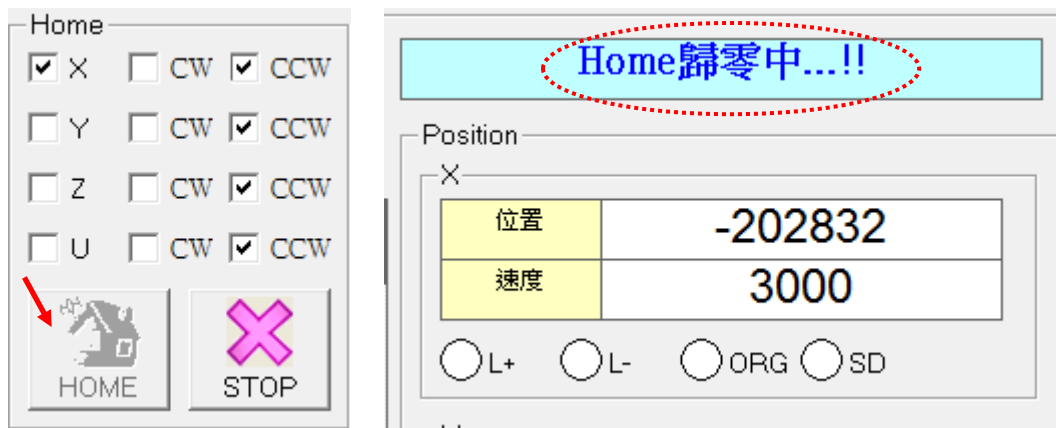 Home
X CW CCW
Y CW CCW
Z CW CCW
U CW CCW
HOME STOP
Home歸零中...!!
Position
X
位置 -202832
速度 3000
L+ L- ORG SD